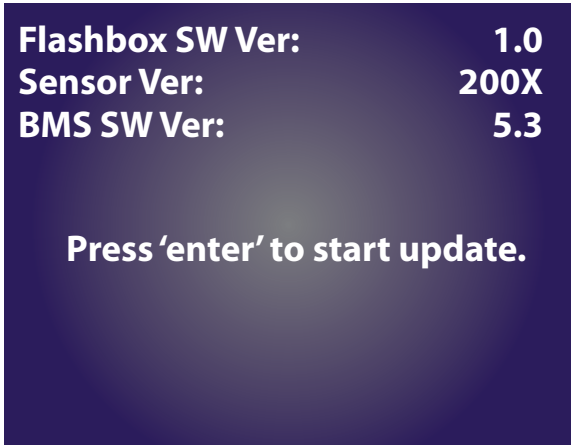 Flashbox SW Ver: 1.0
Sensor Ver: 200X
BMS SW Ver: 5.3
Press ‘enter’ to start update.